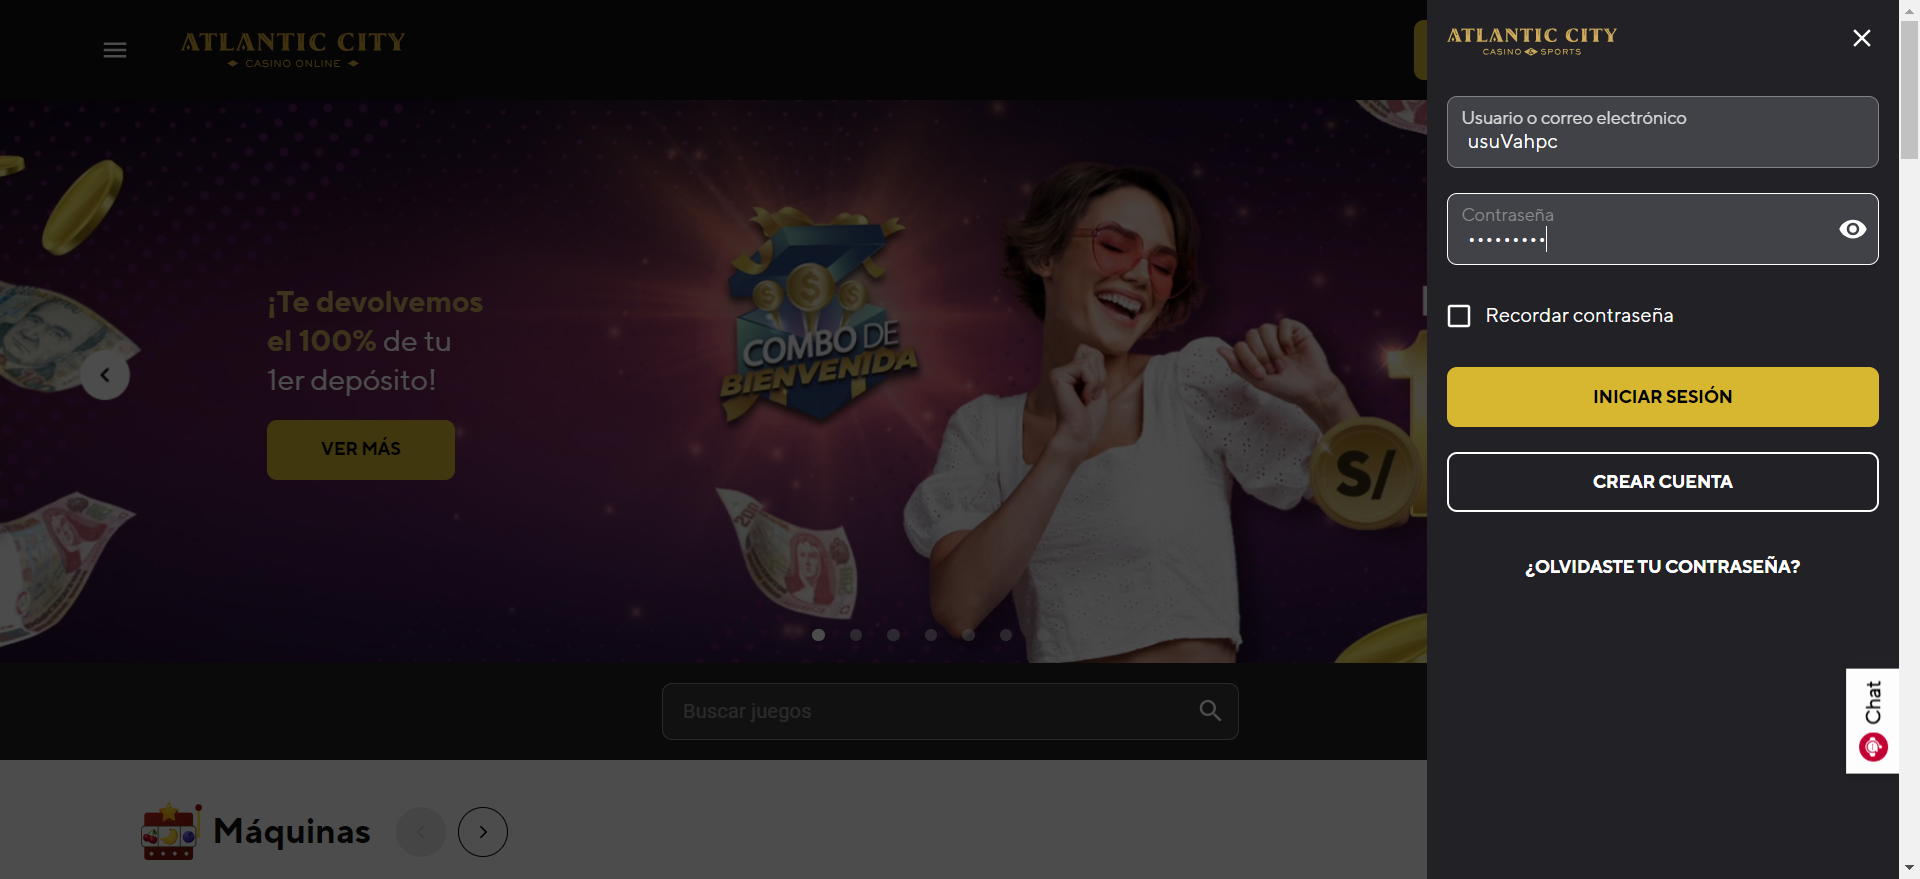 ATLANTIC CITY
CASINO ONLINE
¡Te devolvemos
el 100% de tu
1er depósito!
VER MÁS
COMBO DE
BIENVENIDA
S/
Buscar juegos
Máquinas
ATLANTIC CITY
CASINO & SPORTS
Usuario o correo electrónico
usuVahpc
Contraseña
•••••••••
Recordar contraseña
INICIAR SESIÓN
CREAR CUENTA
¿OLVIDASTE TU CONTRASEÑA?
Chat